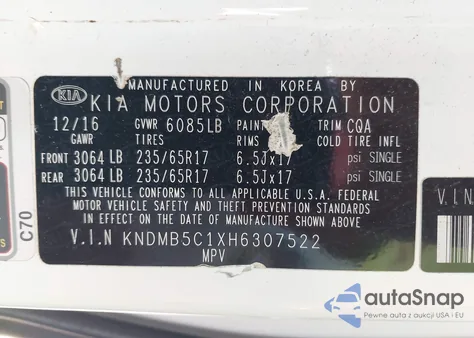 MANUFACTURED IN KOREA BY
KIA KIA MOTORS CORPORATION
12/16 GVWR 6085LB PAINT TRIM CQA
GAWR TIRES RIMS COLD TIRE INFL
FRONT 3064 LB 235/65R17 6.5Jx17 psi SINGLE
REAR 3064 LB 235/65R17 6.5Jx17 psi SINGLE
THIS VEHICLE CONFORMS TO ALL APPLICABLE U.S.A. FEDERAL
MOTOR VEHICLE SAFETY AND THEFT PREVENTION STANDARDS
IN EFFECT ON THE DATE OF MANUFACTURE SHOWN ABOVE.
V.I.N KNDMB5C1XH6307522
MPV
C70
V.I.N
autoSnap
Pewne auta z aukcji USA i EU